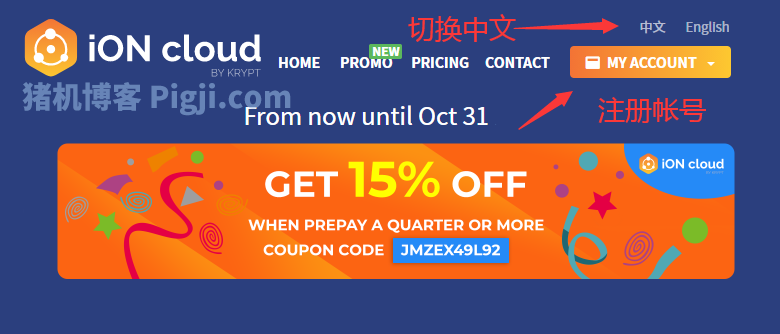 切换中文
中文 English
iON cloud
BY KRYPT
HOME PROMO NEW PRICING CONTACT MY ACCOUNT
猪机博客 Pigji.com
注册帐号
From now until Oct 31
iON cloud
BY KRYPT
GET 15% OFF
WHEN PREPAY A QUARTER OR MORE
COUPON CODE JMZEX49L92